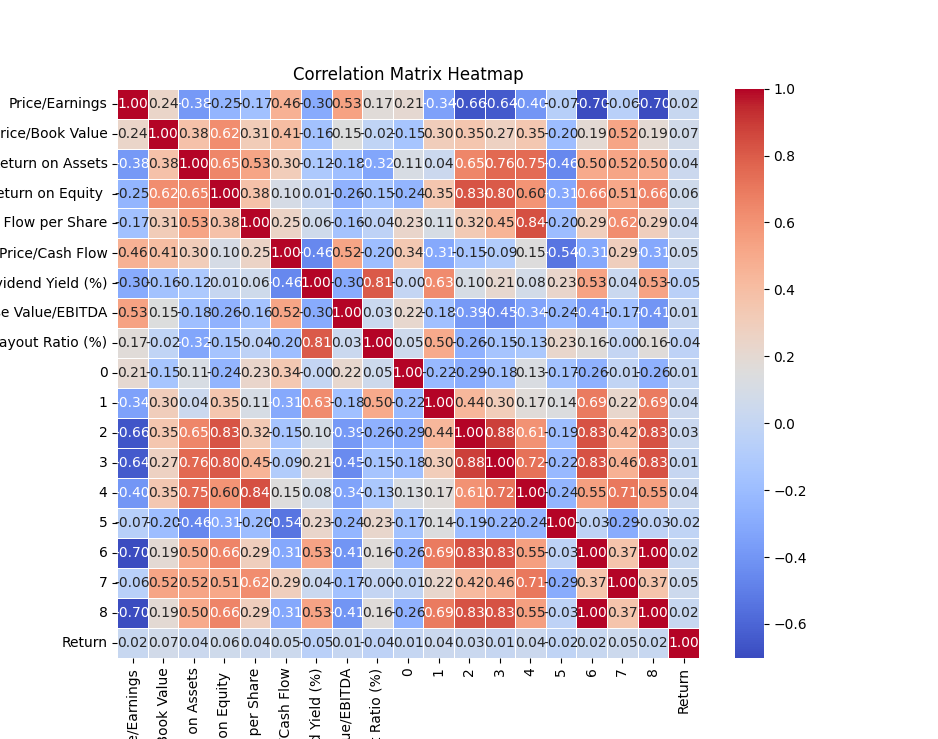 Correlation Matrix Heatmap
Price/Earnings 1.00 0.24 -0.38 -0.25 -0.17 0.46 -0.30 0.53 -0.17 0.21 -0.34 -0.66 -0.64 -0.40 -0.07 -0.70 -0.06 -0.70 0.02
rice/Book Value 0.24 1.00 0.38 0.62 0.31 0.41 -0.16 0.15 -0.02 -0.15 0.30 0.35 0.27 0.35 -0.20 0.19 0.52 0.19 0.07
eturn on Assets -0.38 0.38 1.00 0.65 0.53 0.30 -0.12 -0.18 -0.32 0.11 0.04 0.65 0.76 0.75 -0.46 0.50 0.52 0.50 0.04
eturn on Equity -0.25 0.62 0.65 1.00 0.38 0.10 0.01 -0.26 -0.15 -0.24 0.35 0.83 0.80 0.60 -0.31 0.66 0.51 0.66 0.06
Flow per Share -0.17 0.31 0.53 0.38 1.00 0.25 0.06 -0.16 -0.04 0.23 0.11 0.32 0.45 0.84 -0.20 0.29 0.62 0.29 0.04
Price/Cash Flow 0.46 0.41 0.30 0.10 0.25 1.00 -0.46 0.52 -0.20 0.34 -0.31 -0.15 -0.09 0.15 -0.54 -0.31 0.29 -0.31 0.05
vidend Yield (%) -0.30 -0.16 -0.12 0.01 0.06 -0.46 1.00 -0.30 0.81 -0.00 0.63 0.10 0.21 0.08 0.23 0.53 0.04 0.53 -0.05
se Value/EBITDA 0.53 0.15 -0.18 -0.26 -0.16 0.52 -0.30 1.00 0.03 0.22 -0.18 -0.39 -0.45 -0.34 -0.24 -0.41 -0.17 -0.41 0.01
ayout Ratio (%) -0.17 -0.02 -0.32 -0.15 -0.04 -0.20 0.81 0.03 1.00 0.05 0.50 -0.26 -0.15 -0.13 0.23 0.16 -0.00 0.16 -0.04
0 0.21 -0.15 0.11 -0.24 0.23 0.34 -0.00 0.22 0.05 1.00 -0.22 -0.29 -0.18 0.13 -0.17 -0.26 -0.01 -0.26 0.01
1 -0.34 0.30 0.04 0.35 0.11 -0.31 0.63 -0.18 0.50 -0.22 1.00 0.44 0.30 0.17 0.14 0.69 0.22 0.69 0.04
2 -0.66 0.35 0.65 0.83 0.32 -0.15 0.10 -0.39 -0.26 -0.29 0.44 1.00 0.88 0.61 -0.19 0.83 0.42 0.83 0.03
3 -0.64 0.27 0.76 0.80 0.45 -0.09 0.21 -0.45 -0.15 -0.18 0.30 0.88 1.00 0.72 -0.22 0.83 0.46 0.83 0.01
4 -0.40 0.35 0.75 0.60 0.84 0.15 0.08 -0.34 -0.13 0.13 0.17 0.61 0.72 1.00 -0.24 0.55 0.71 0.55 0.04
5 -0.07 -0.20 -0.46 -0.31 -0.20 -0.54 0.23 -0.24 0.23 -0.17 0.14 -0.19 -0.22 -0.24 1.00 -0.03 -0.29 -0.03 -0.02
6 -0.70 0.19 0.50 0.66 0.29 -0.31 0.53 -0.41 0.16 -0.26 0.69 0.83 0.83 0.55 -0.03 1.00 0.37 1.00 0.02
7 -0.06 0.52 0.52 0.51 0.62 0.29 0.04 -0.17 -0.00 -0.01 0.22 0.42 0.46 0.71 -0.29 0.37 1.00 0.37 0.05
8 -0.70 0.19 0.50 0.66 0.29 -0.31 0.53 -0.41 0.16 -0.26 0.69 0.83 0.83 0.55 -0.03 1.00 0.37 1.00 0.02
Return 0.02 0.07 0.04 0.06 0.04 0.05 -0.05 0.01 -0.04 0.01 0.04 0.03 0.01 0.04 -0.02 0.02 0.05 0.02 1.00
e/Earnings Book Value on Assets on Equity per Share /Cash Flow d Yield (%) ue/EBITDA t Ratio (%) 0 1 2 3 4 5 6 7 8 Return
1.0
0.8
0.6
0.4
0.2
0.0
−0.2
−0.4
−0.6